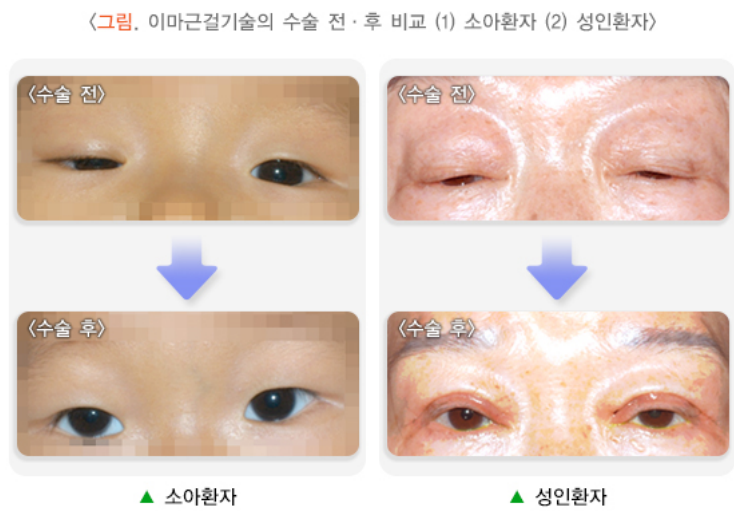 <그림. 이마근걸기술의 수술 전 · 후 비교 (1) 소아환자 (2) 성인환자>
<수술 전>
<수술 전>
<수술 후>
<수술 후>
▲ 소아환자
▲ 성인환자